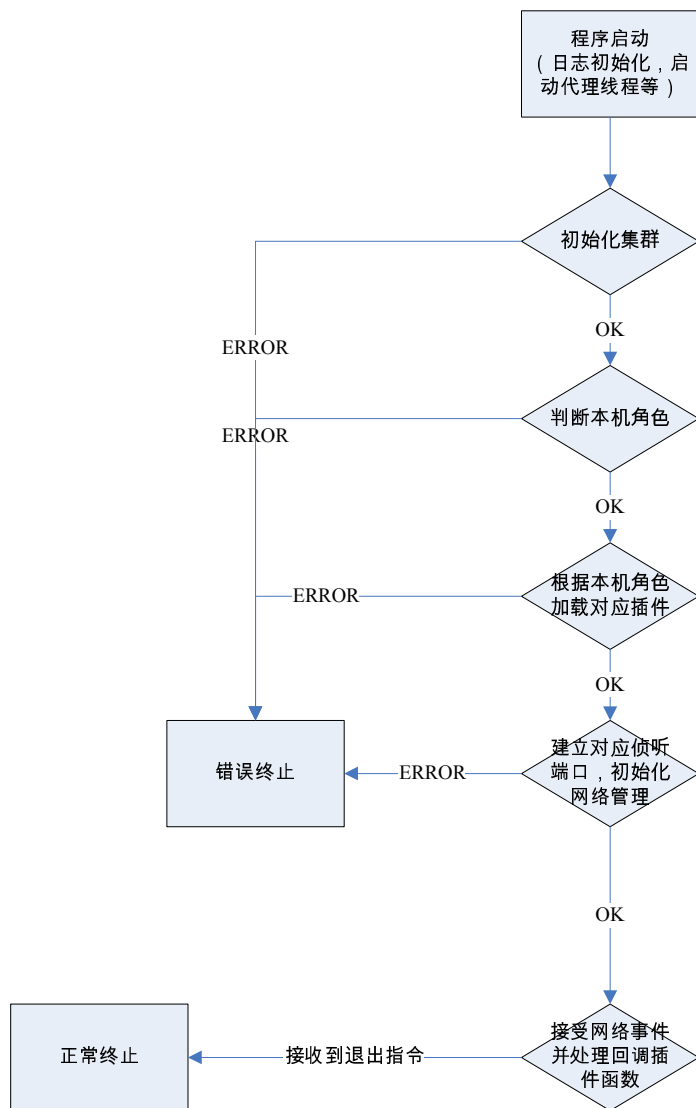 程序启动
（日志初始化，启
动代理线程等）
初始化集群
ERROR
OK
判断本机角色
ERROR
OK
根据本机角色
加载对应插件
ERROR
OK
建立对应侦听
端口，初始化
网络管理
ERROR
错误终止
OK
接受网络事件
并处理回调插
件函数
接收到退出指令
正常终止